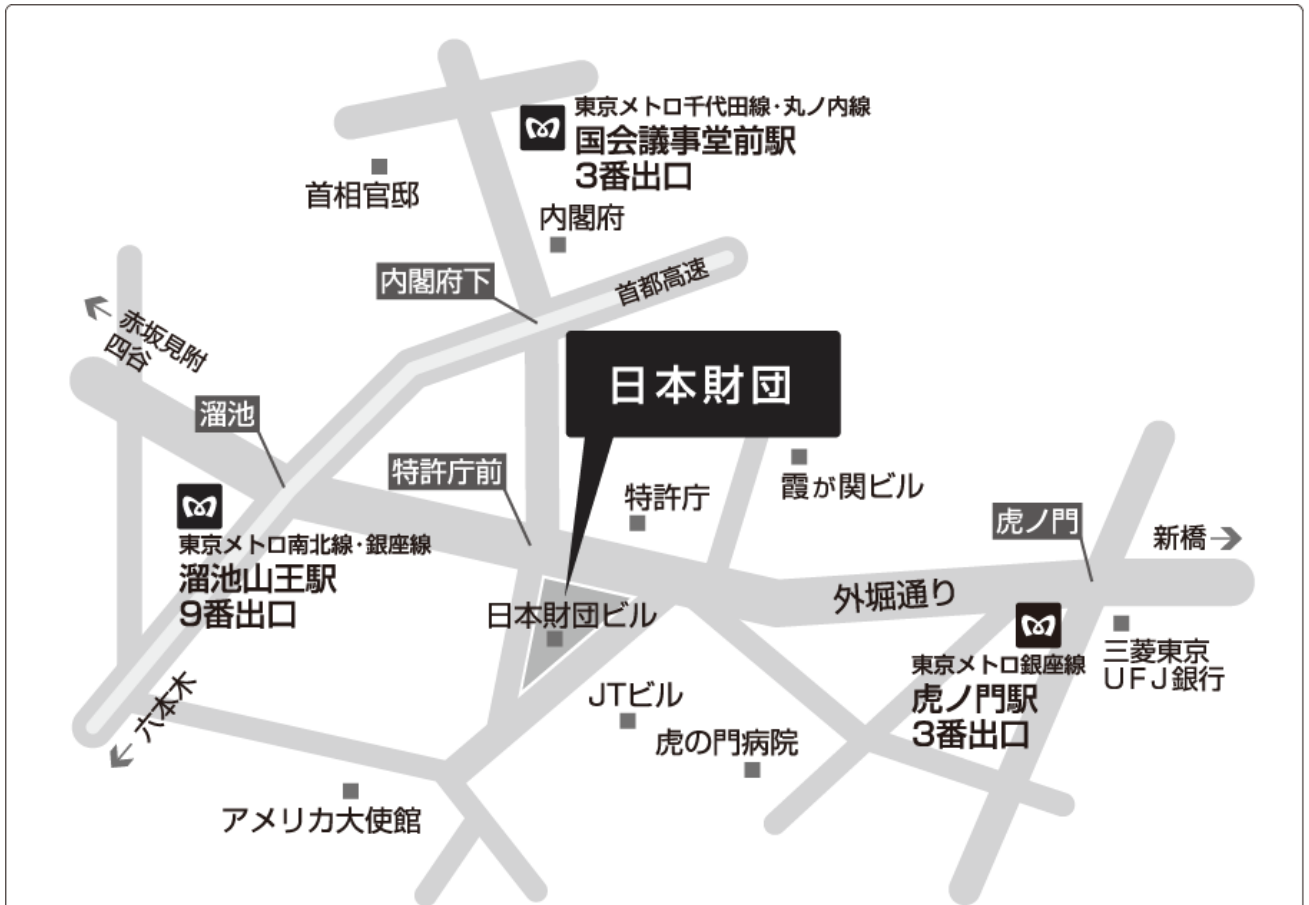 東京メトロ千代田線・丸ノ内線
国会議事堂前駅
3番出口
首相官邸
内閣府
内閣府下
首都高速
赤坂見附
四谷
日本財団
溜池
特許庁前
特許庁
霞が関ビル
虎ノ門
新橋
東京メトロ南北線・銀座線
溜池山王駅
9番出口
外堀通り
日本財団ビル
三菱東京
UFJ銀行
東京メトロ銀座線
虎ノ門駅
3番出口
JTビル
虎の門病院
六本木
アメリカ大使館